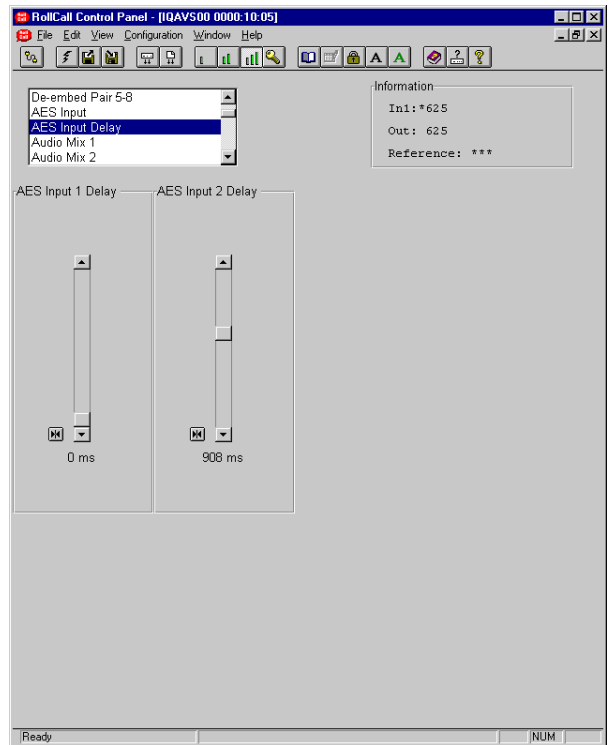 RollCall Control Panel - [IQAVS00 0000:10:05]
File Edit View Configuration Window Help
A A
De-embed Pair 5-8
AES Input
AES Input Delay
Audio Mix 1
Audio Mix 2
Information
In1:*625
Out: 625
Reference: ***
AES Input 1 Delay
AES Input 2 Delay
0 ms
908 ms
Ready
NUM